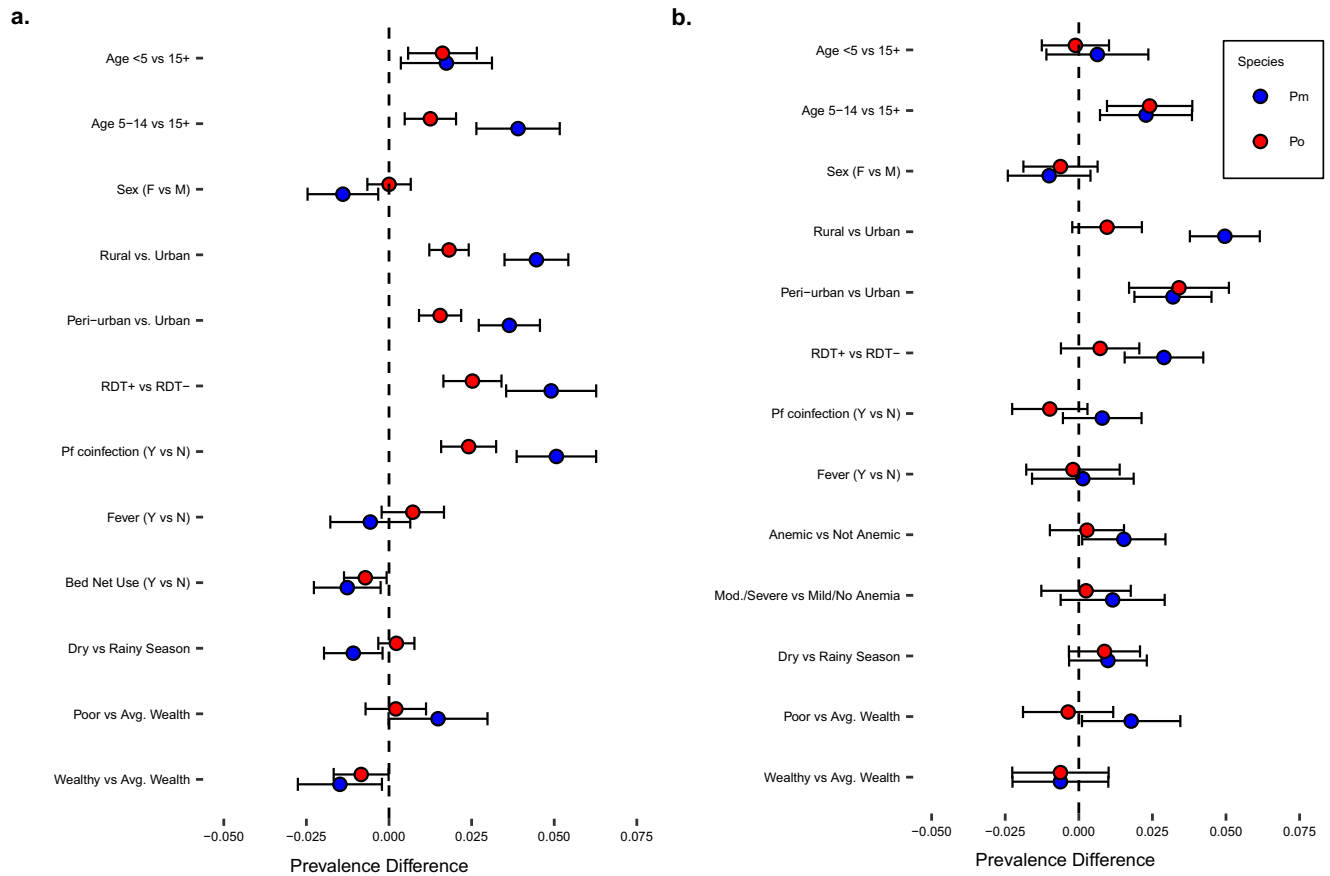 a.
Age <5 vs 15+
Age 5−14 vs 15+
Sex (F vs M)
Rural vs. Urban
Peri−urban vs. Urban
RDT+ vs RDT−
Pf coinfection (Y vs N)
Fever (Y vs N)
Bed Net Use (Y vs N)
Dry vs Rainy Season
Poor vs Avg. Wealth
Wealthy vs Avg. Wealth
−0.050 −0.025 0.000 0.025 0.050 0.075
Prevalence Difference
b.
Age <5 vs 15+
Age 5−14 vs 15+
Sex (F vs M)
Rural vs Urban
Peri−urban vs Urban
RDT+ vs RDT−
Pf coinfection (Y vs N)
Fever (Y vs N)
Anemic vs Not Anemic
Mod./Severe vs Mild/No Anemia
Dry vs Rainy Season
Poor vs Avg. Wealth
Wealthy vs Avg. Wealth
−0.050 −0.025 0.000 0.025 0.050 0.075
Prevalence Difference
Species
Pm
Po